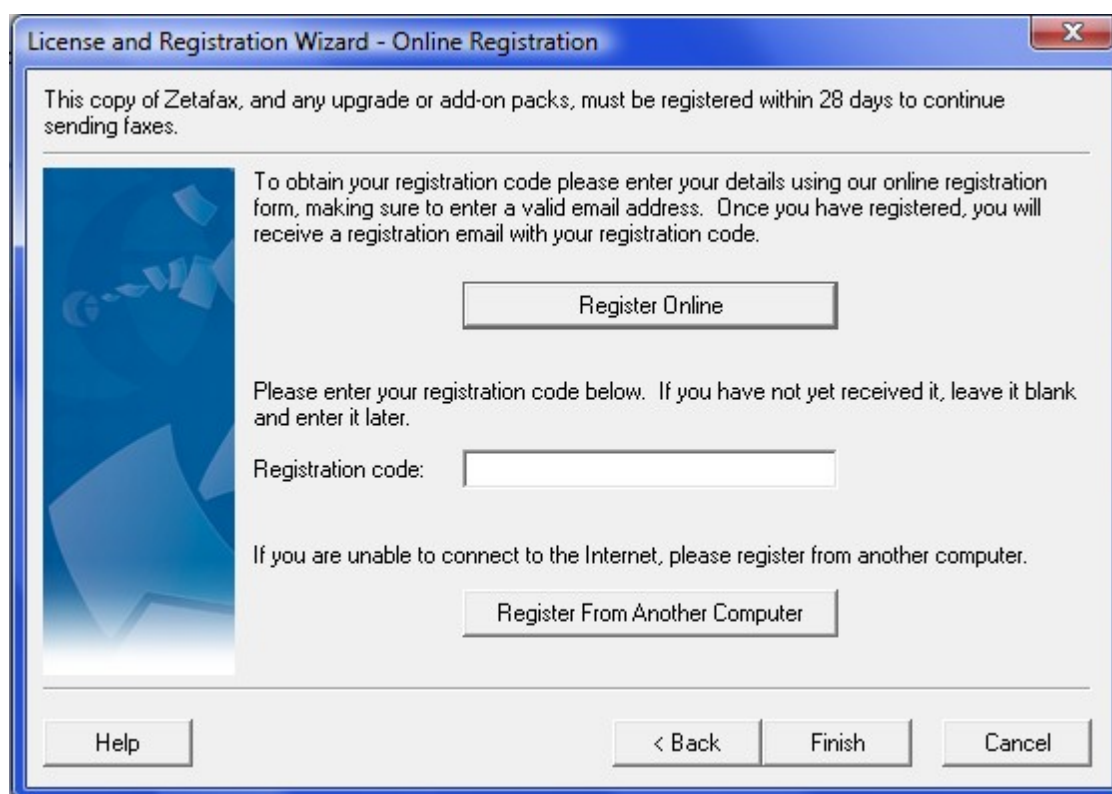 License and Registration Wizard - Online Registration
This copy of Zetafax, and any upgrade or add-on packs, must be registered within 28 days to continue
sending faxes.
To obtain your registration code please enter your details using our online registration
form, making sure to enter a valid email address.  Once you have registered, you will
receive a registration email with your registration code.
Register Online
Please enter your registration code below.  If you have not yet received it, leave it blank
and enter it later.
Registration code:
If you are unable to connect to the Internet, please register from another computer.
Register From Another Computer
Help
< Back
Finish
Cancel